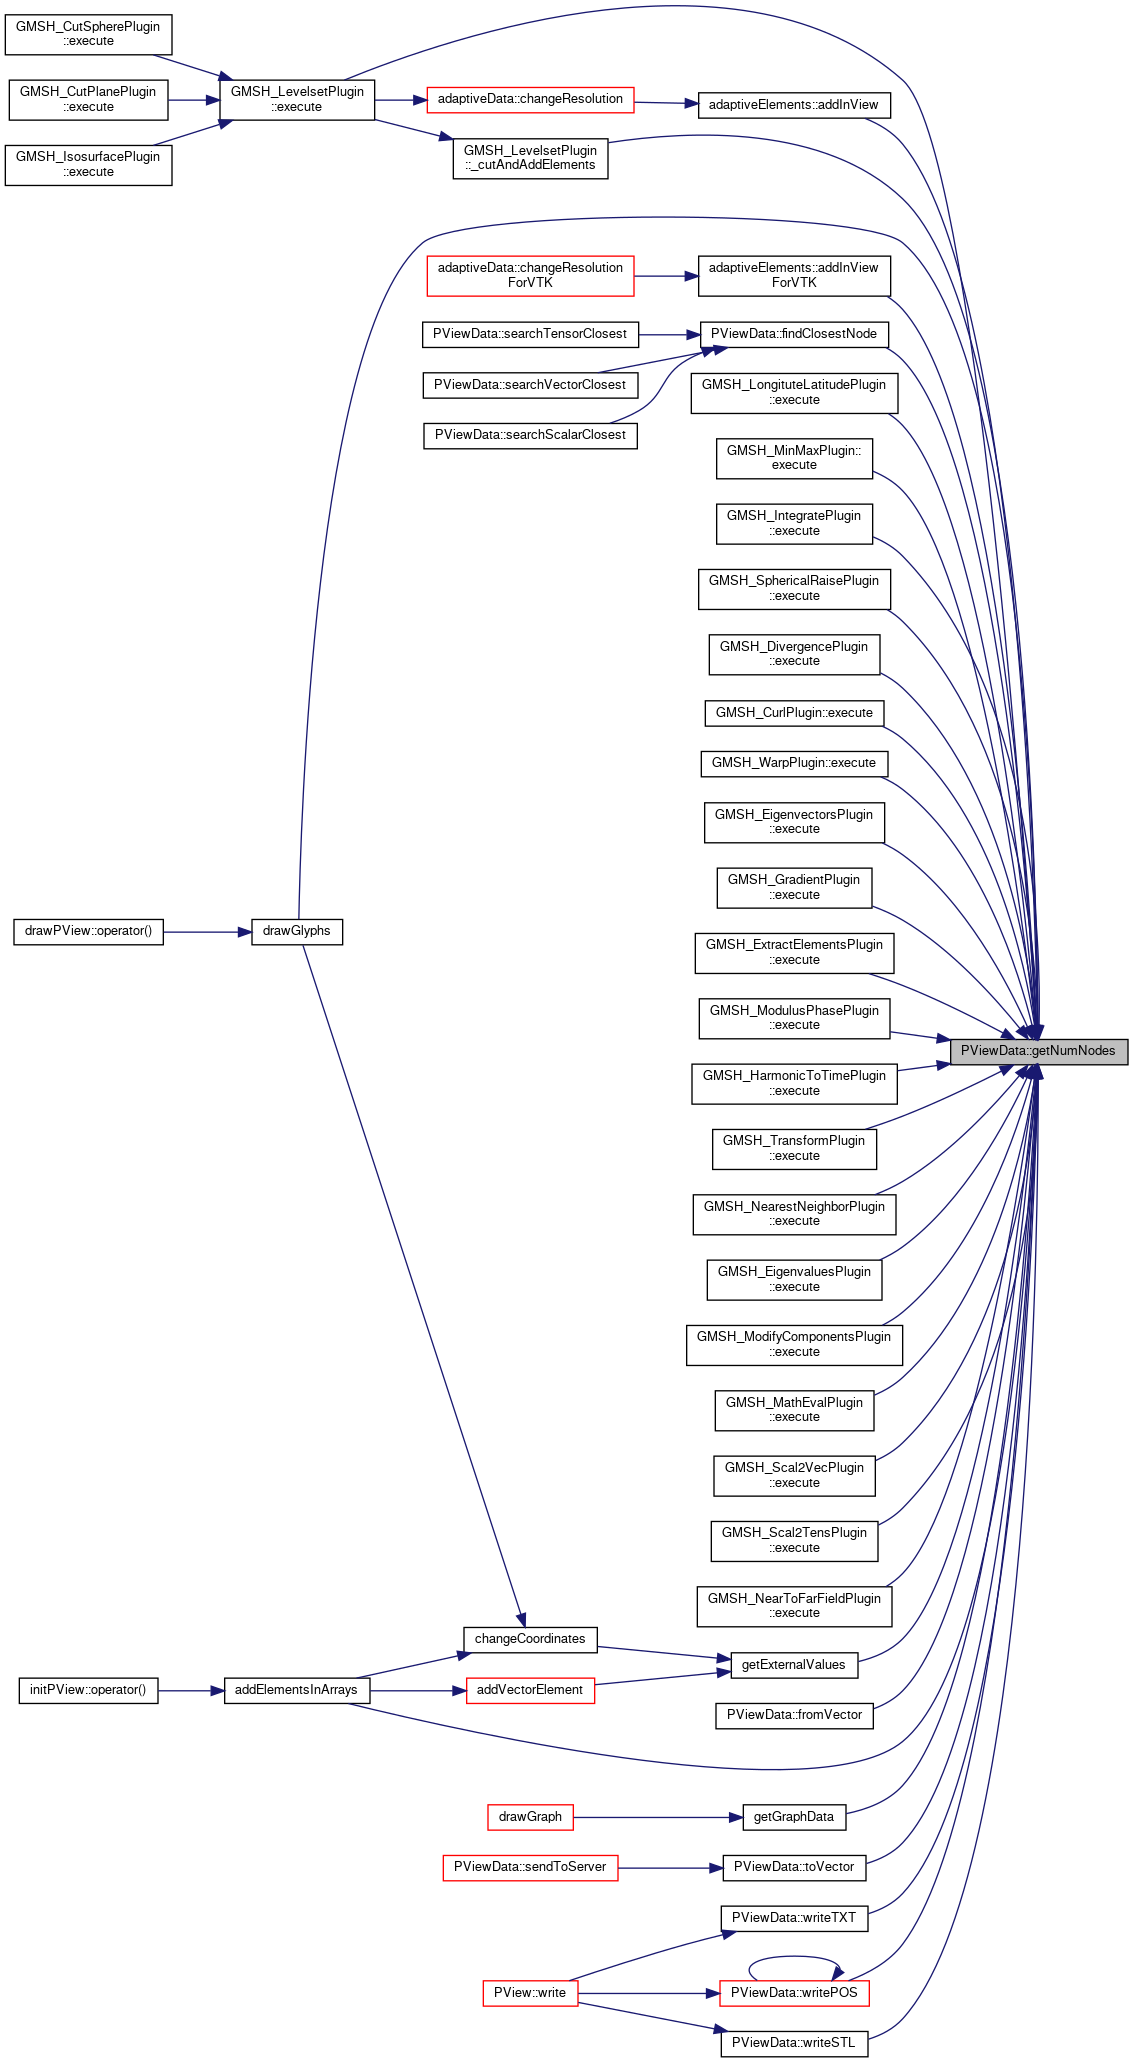 GMSH_CutSpherePlugin
::execute
GMSH_CutPlanePlugin
::execute
GMSH_IsosurfacePlugin
::execute
GMSH_LevelsetPlugin
::execute
adaptiveData::changeResolution
adaptiveElements::addInView
GMSH_LevelsetPlugin
::_cutAndAddElements
adaptiveData::changeResolution
ForVTK
adaptiveElements::addInView
ForVTK
PViewData::searchTensorClosest
PViewData::findClosestNode
PViewData::searchVectorClosest
PViewData::searchScalarClosest
GMSH_LongituteLatitudePlugin
::execute
GMSH_MinMaxPlugin::
execute
GMSH_IntegratePlugin
::execute
GMSH_SphericalRaisePlugin
::execute
GMSH_DivergencePlugin
::execute
GMSH_CurlPlugin::execute
GMSH_WarpPlugin::execute
GMSH_EigenvectorsPlugin
::execute
GMSH_GradientPlugin
::execute
drawPView::operator()
drawGlyphs
GMSH_ExtractElementsPlugin
::execute
GMSH_ModulusPhasePlugin
::execute
PViewData::getNumNodes
GMSH_HarmonicToTimePlugin
::execute
GMSH_TransformPlugin
::execute
GMSH_NearestNeighborPlugin
::execute
GMSH_EigenvaluesPlugin
::execute
GMSH_ModifyComponentsPlugin
::execute
GMSH_MathEvalPlugin
::execute
GMSH_Scal2VecPlugin
::execute
GMSH_Scal2TensPlugin
::execute
GMSH_NearToFarFieldPlugin
::execute
changeCoordinates
getExternalValues
initPView::operator()
addElementsInArrays
addVectorElement
PViewData::fromVector
drawGraph
getGraphData
PViewData::sendToServer
PViewData::toVector
PViewData::writeTXT
PView::write
PViewData::writePOS
PViewData::writeSTL